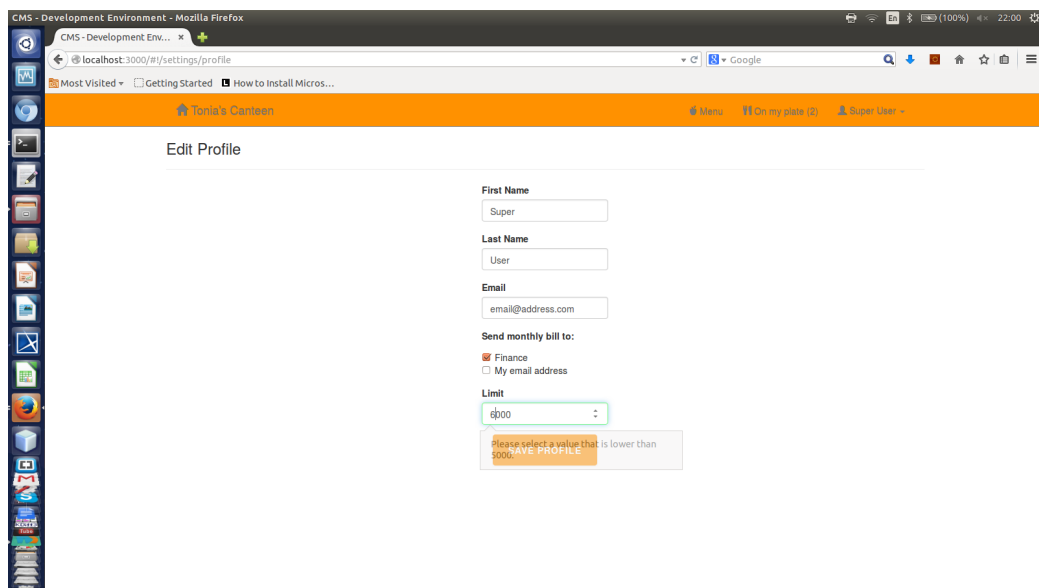 CMS - Development Environment - Mozilla Firefox
En
(100%)
22:00
CMS - Development Env...
localhost:3000/#!/settings/profile
Google
Most Visited
Getting Started
How to Install Micros...
Tonia's Canteen
Menu
On my plate (2)
Super User
Edit Profile
First Name
Super
Last Name
User
Email
email@address.com
Send monthly bill to:
Finance
My email address
Limit
6000
Please select a value that is lower than
5000.
SAVE PROFILE